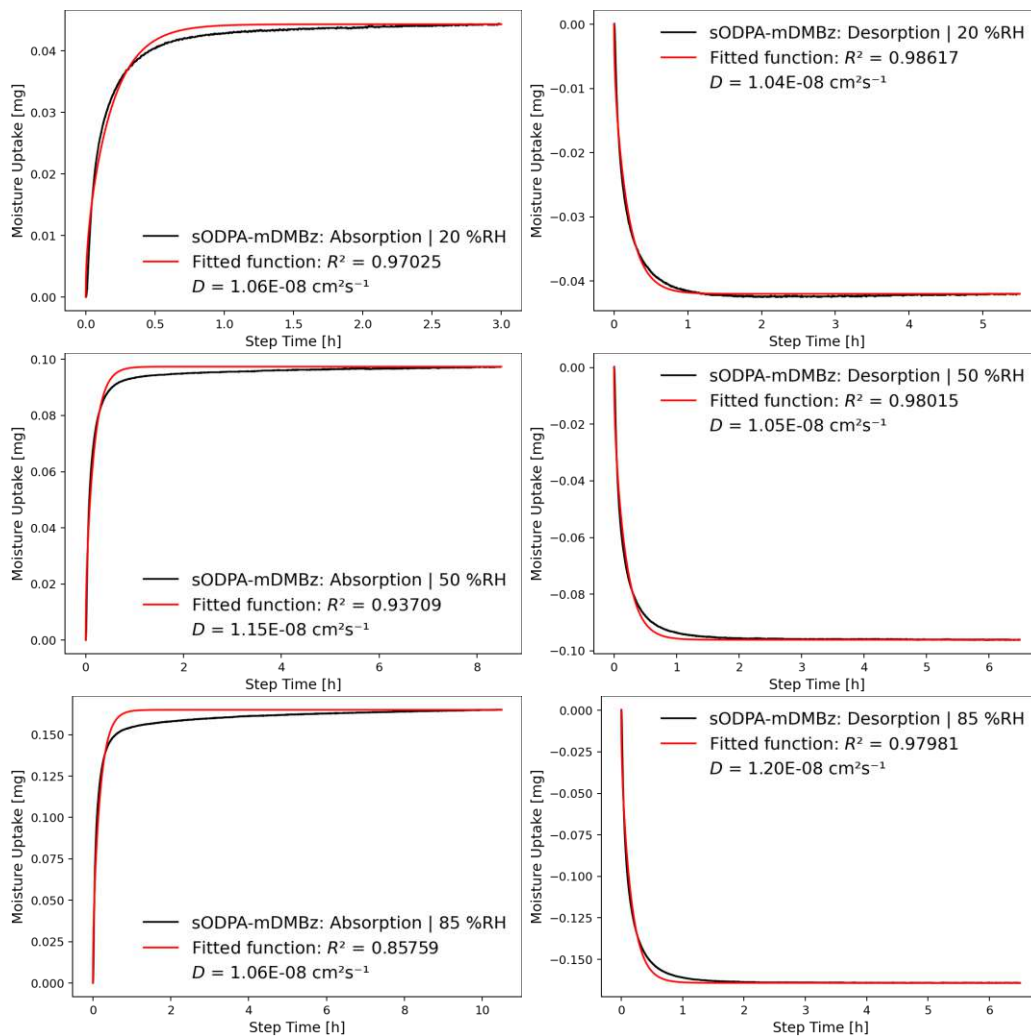 Moisture Uptake [mg]
0.04
0.03
0.02
0.01
0.00
sODPA-mDMBz: Absorption | 20 %RH
Fitted function: R² = 0.97025
D = 1.06E-08 cm²s⁻¹
0.0 0.5 1.0 1.5 2.0 2.5 3.0
Step Time [h]
Moisture Uptake [mg]
0.00
−0.01
−0.02
−0.03
−0.04
sODPA-mDMBz: Desorption | 20 %RH
Fitted function: R² = 0.98617
D = 1.04E-08 cm²s⁻¹
0 1 2 3 4 5
Step Time [h]
Moisture Uptake [mg]
0.10
0.08
0.06
0.04
0.02
0.00
sODPA-mDMBz: Absorption | 50 %RH
Fitted function: R² = 0.93709
D = 1.15E-08 cm²s⁻¹
0 2 4 6 8
Step Time [h]
Moisture Uptake [mg]
0.00
−0.02
−0.04
−0.06
−0.08
−0.10
sODPA-mDMBz: Desorption | 50 %RH
Fitted function: R² = 0.98015
D = 1.05E-08 cm²s⁻¹
0 1 2 3 4 5 6
Step Time [h]
Moisture Uptake [mg]
0.150
0.125
0.100
0.075
0.050
0.025
0.000
sODPA-mDMBz: Absorption | 85 %RH
Fitted function: R² = 0.85759
D = 1.06E-08 cm²s⁻¹
0 2 4 6 8 10
Step Time [h]
Moisture Uptake [mg]
0.000
−0.025
−0.050
−0.075
−0.100
−0.125
−0.150
sODPA-mDMBz: Desorption | 85 %RH
Fitted function: R² = 0.97981
D = 1.20E-08 cm²s⁻¹
0 1 2 3 4 5 6
Step Time [h]